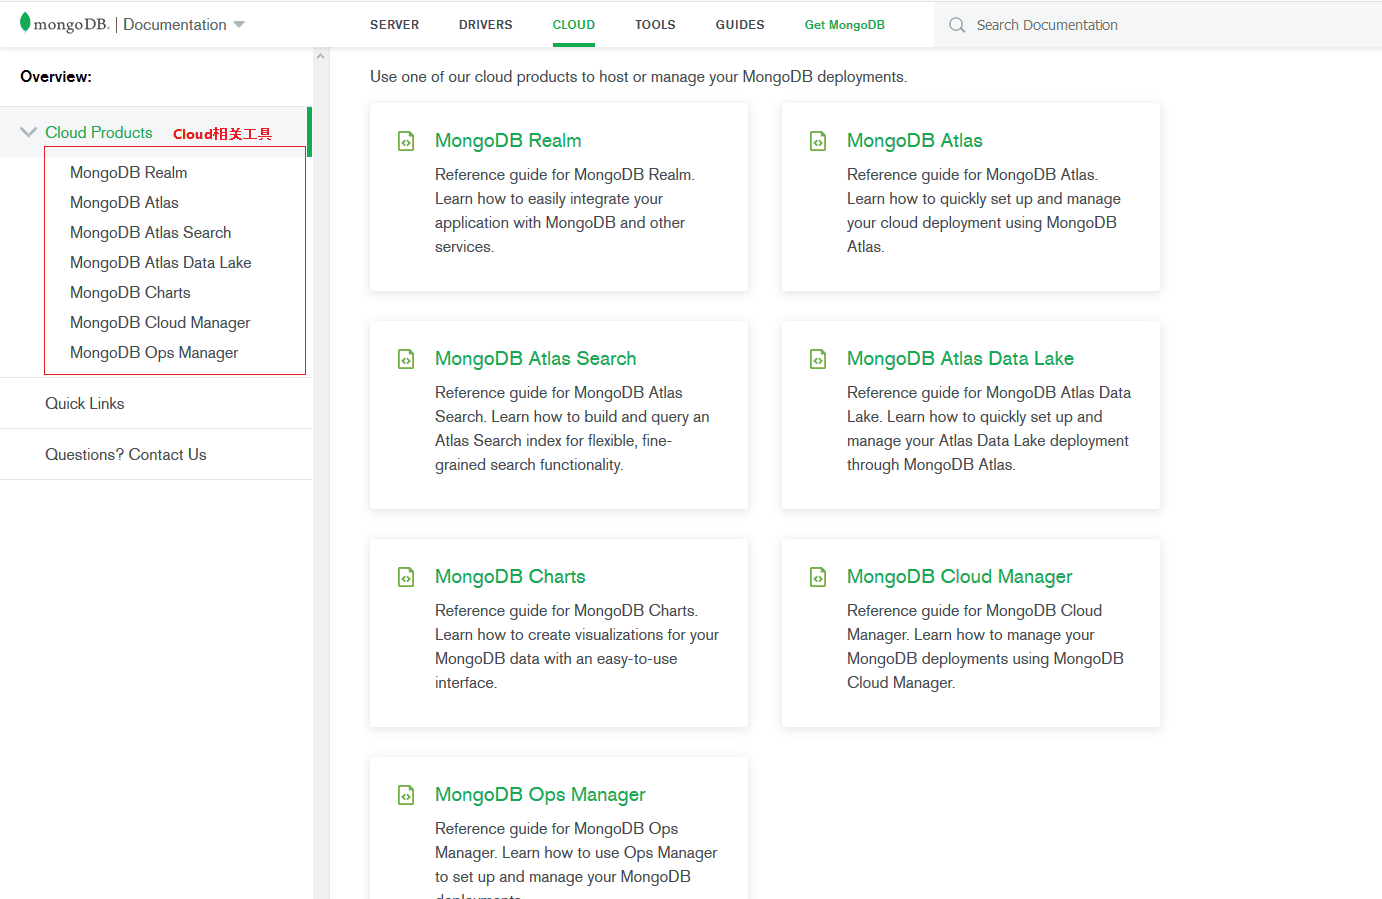 mongoDB. | Documentation
SERVER
DRIVERS
CLOUD
TOOLS
GUIDES
Get MongoDB
Search Documentation
Overview:
Cloud Products
Cloud相关工具
MongoDB Realm
MongoDB Atlas
MongoDB Atlas Search
MongoDB Atlas Data Lake
MongoDB Charts
MongoDB Cloud Manager
MongoDB Ops Manager
Quick Links
Questions? Contact Us
Use one of our cloud products to host or manage your MongoDB deployments.
MongoDB Realm
Reference guide for MongoDB Realm.
Learn how to easily integrate your
application with MongoDB and other
services.
MongoDB Atlas
Reference guide for MongoDB Atlas.
Learn how to quickly set up and manage
your cloud deployment using MongoDB
Atlas.
MongoDB Atlas Search
Reference guide for MongoDB Atlas
Search. Learn how to build and query an
Atlas Search index for flexible, fine-
grained search functionality.
MongoDB Atlas Data Lake
Reference guide for MongoDB Atlas Data
Lake. Learn how to quickly set up and
manage your Atlas Data Lake deployment
through MongoDB Atlas.
MongoDB Charts
Reference guide for MongoDB Charts.
Learn how to create visualizations for your
MongoDB data with an easy-to-use
interface.
MongoDB Cloud Manager
Reference guide for MongoDB Cloud
Manager. Learn how to manage your
MongoDB deployments using MongoDB
Cloud Manager.
MongoDB Ops Manager
Reference guide for MongoDB Ops
Manager. Learn how to use Ops Manager
to set up and manage your MongoDB